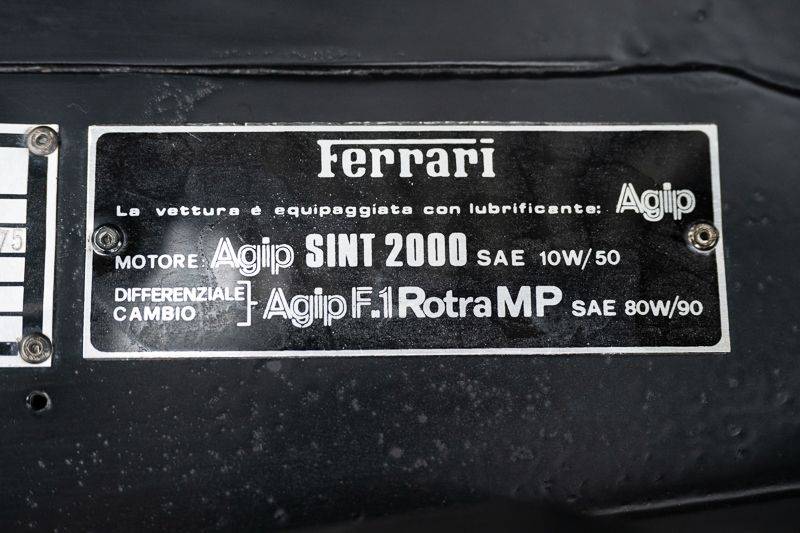 75
Ferrari
La vettura é equipaggiata con lubrificante: Agip
MOTORE: Agip SINT 2000 SAE 10W/50
DIFFERENZIALE
CAMBIO
Agip F.1 Rotra MP SAE 80W/90